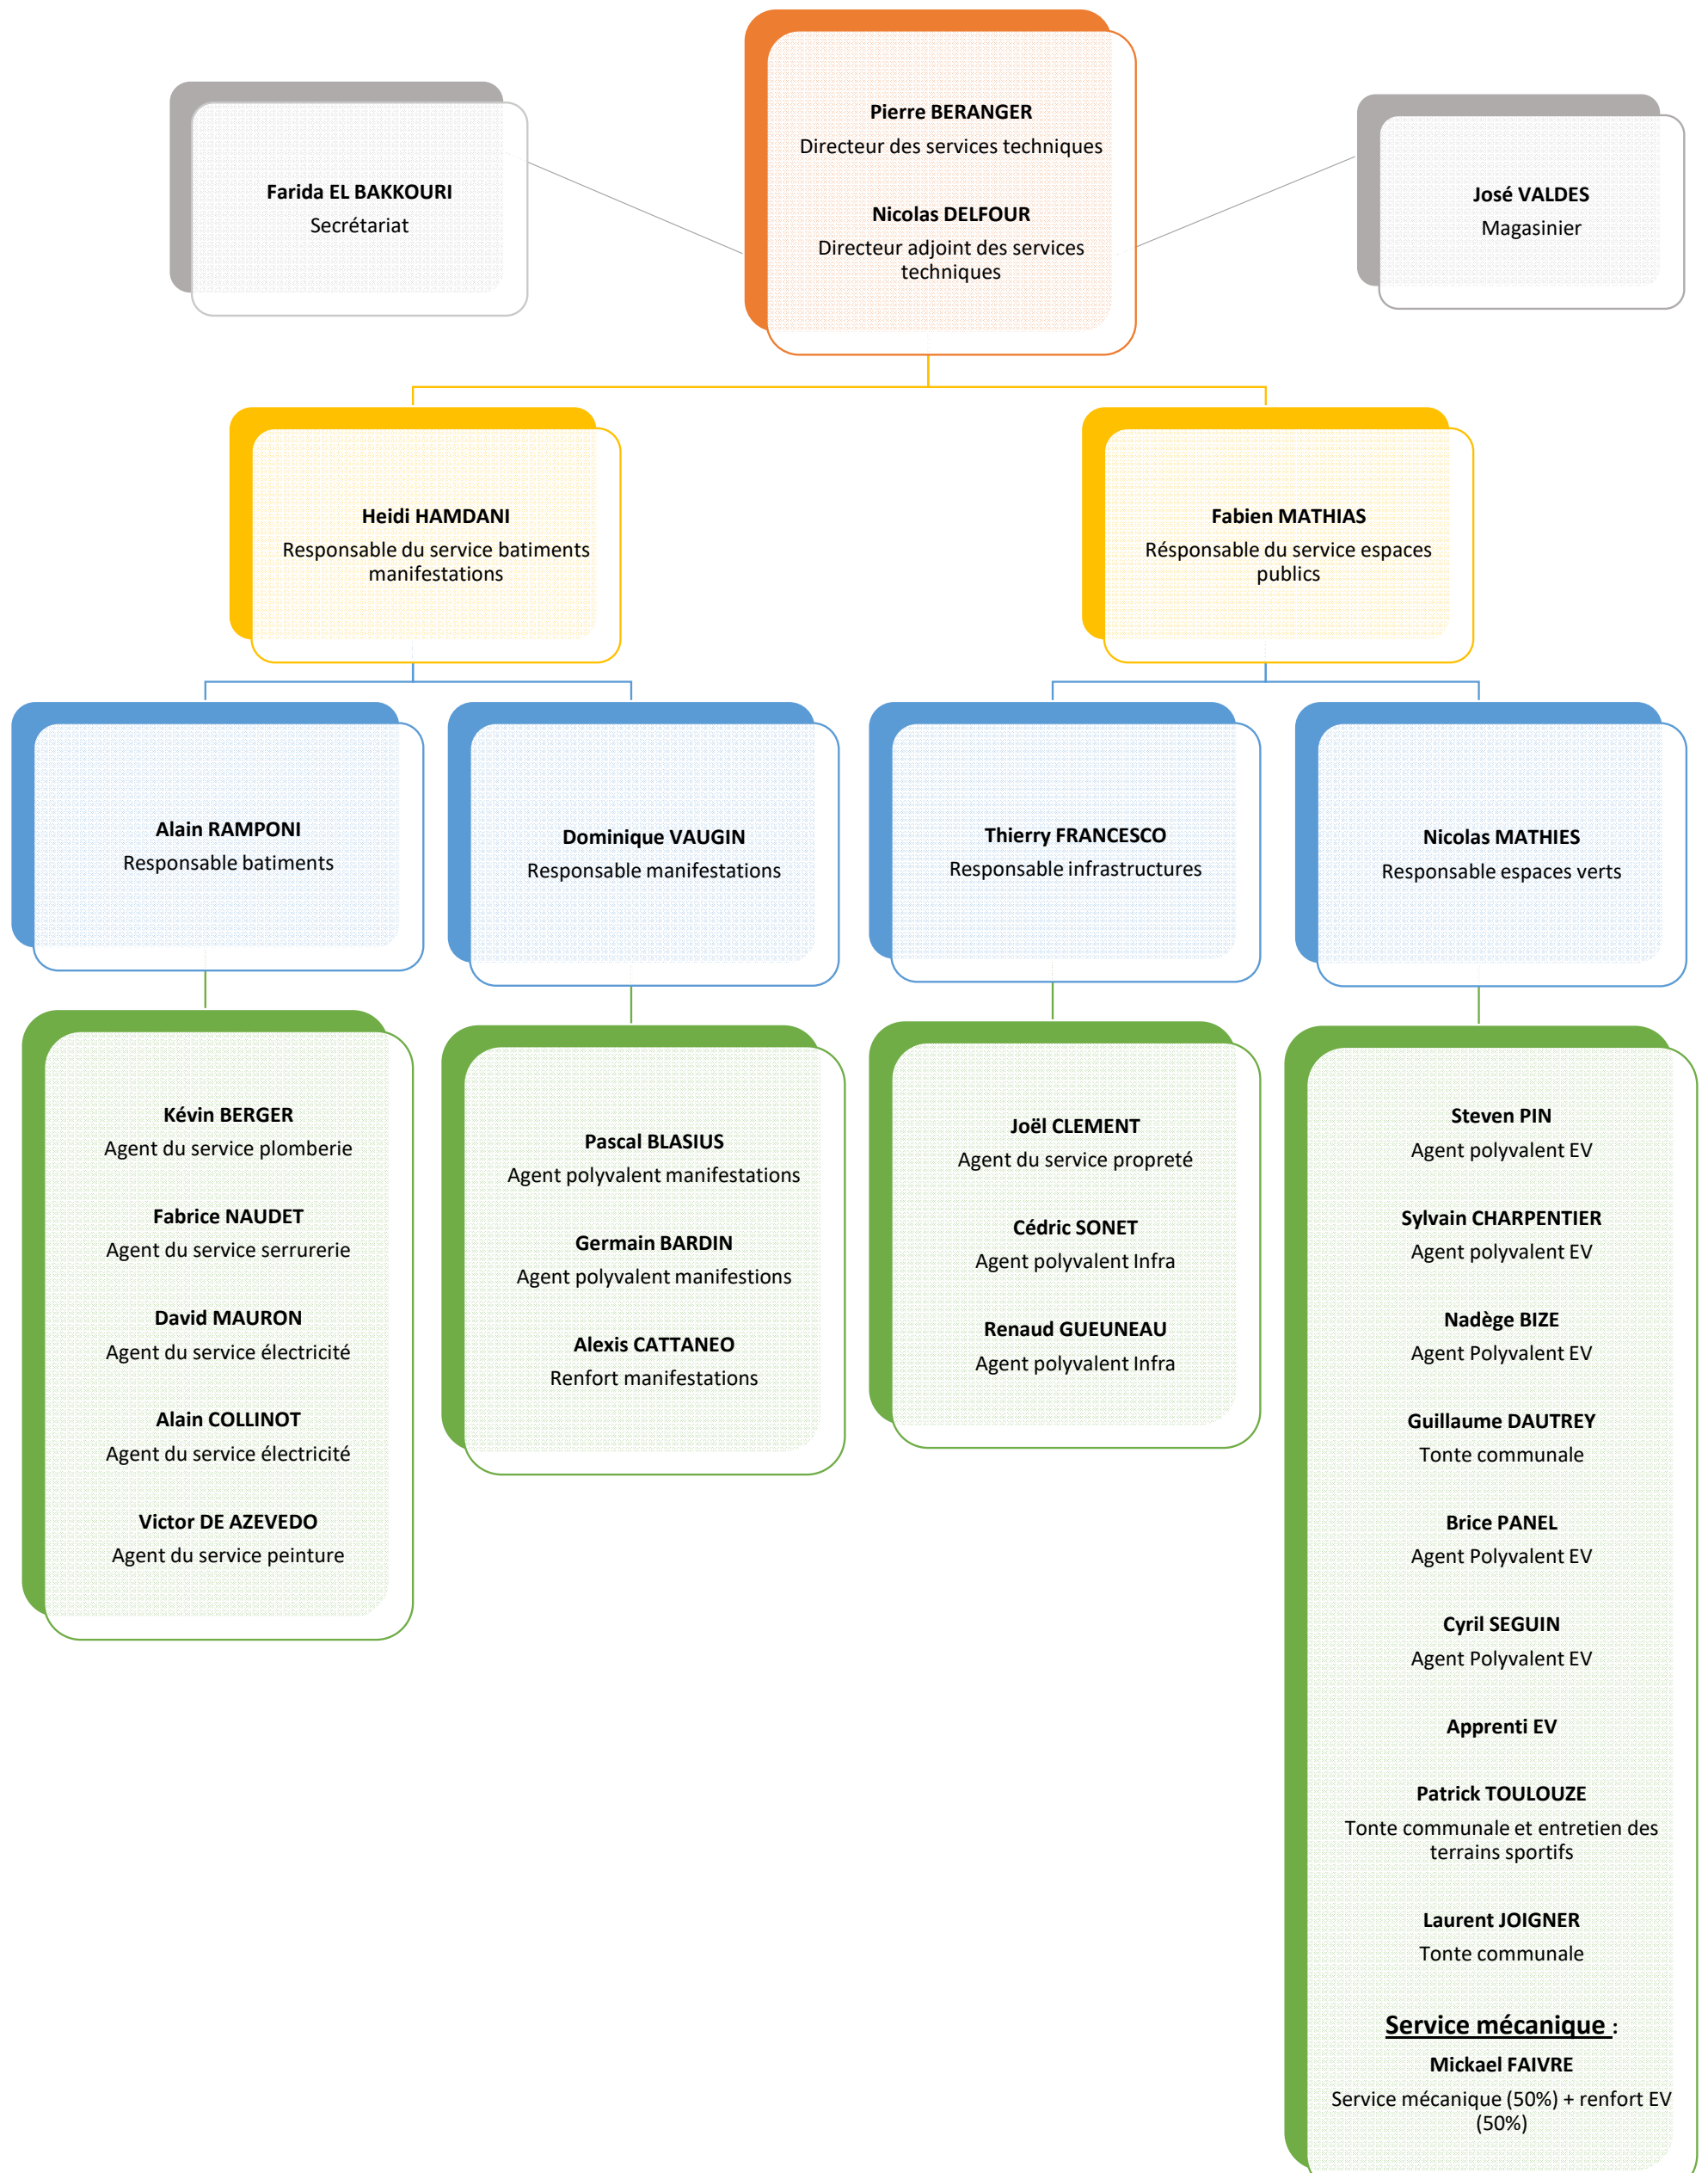 Pierre BERANGER
Directeur des services techniques
Nicolas DELFOUR
Directeur adjoint des services
techniques
Farida EL BAKKOURI
Secrétariat
José VALDES
Magasinier
Heidi HAMDANI
Responsable du service batiments
manifestations
Fabien MATHIAS
Résponsable du service espaces
publics
Alain RAMPONI
Responsable batiments
Dominique VAUGIN
Responsable manifestations
Thierry FRANCESCO
Responsable infrastructures
Nicolas MATHIES
Responsable espaces verts
Kévin BERGER
Agent du service plomberie
Fabrice NAUDET
Agent du service serrurerie
David MAURON
Agent du service électricité
Alain COLLINOT
Agent du service électricité
Victor DE AZEVEDO
Agent du service peinture
Pascal BLASIUS
Agent polyvalent manifestations
Germain BARDIN
Agent polyvalent manifestions
Alexis CATTANEO
Renfort manifestations
Joël CLEMENT
Agent du service propreté
Cédric SONET
Agent polyvalent Infra
Renaud GUEUNEAU
Agent polyvalent Infra
Steven PIN
Agent polyvalent EV
Sylvain CHARPENTIER
Agent polyvalent EV
Nadège BIZE
Agent Polyvalent EV
Guillaume DAUTREY
Tonte communale
Brice PANEL
Agent Polyvalent EV
Cyril SEGUIN
Agent Polyvalent EV
Apprenti EV
Patrick TOULOUZE
Tonte communale et entretien des
terrains sportifs
Laurent JOIGNER
Tonte communale
Service mécanique :
Mickael FAIVRE
Service mécanique (50%) + renfort EV
(50%)